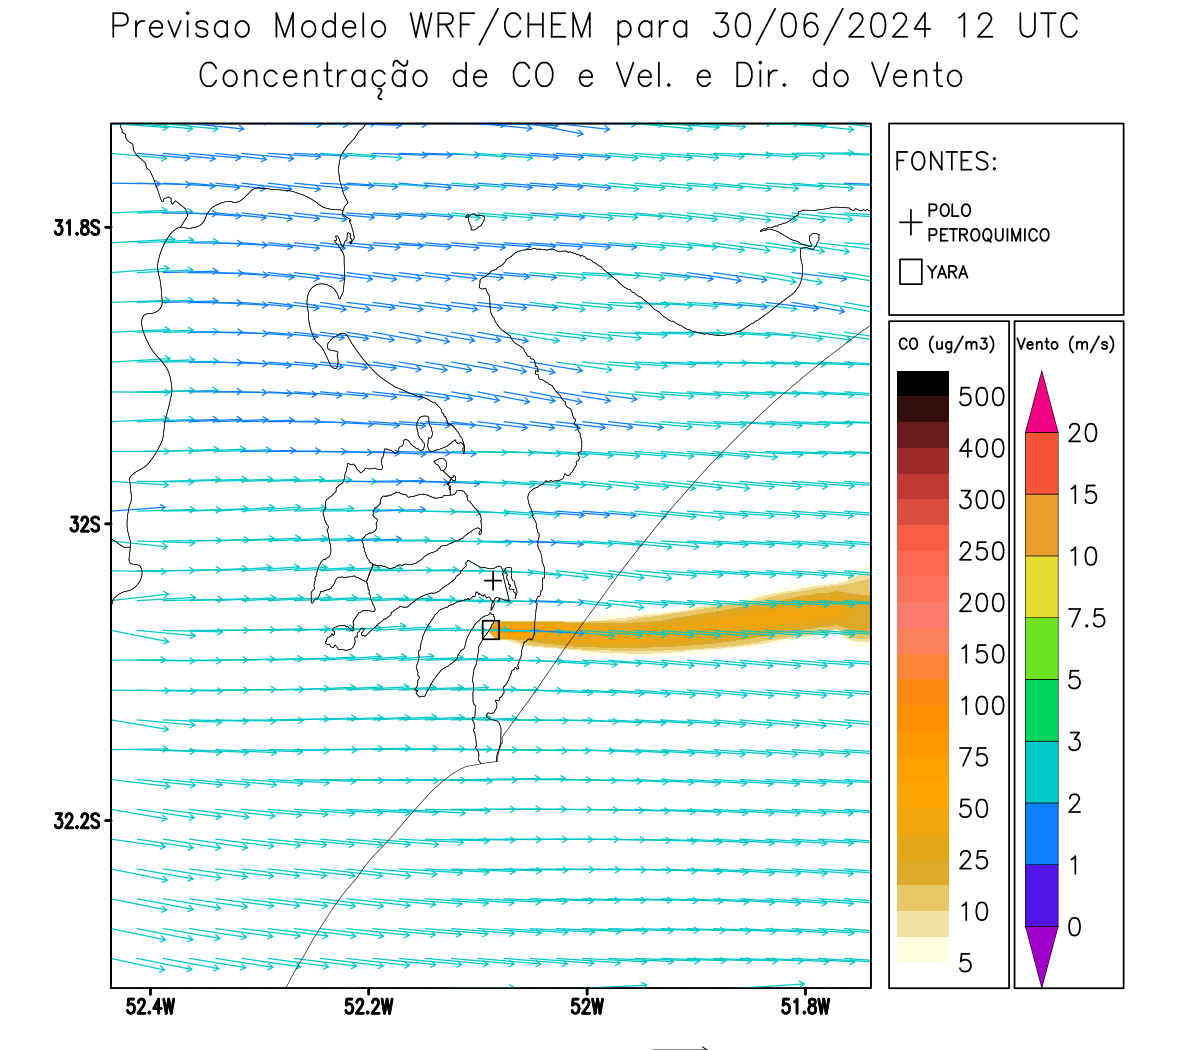 Previsao Modelo WRF/CHEM para 30/06/2024 12 UTC
Concentração de CO e Vel. e Dir. do Vento
FONTES:
POLO
PETROQUIMICO
YARA
31.8S
32S
32.2S
52.4W
52.2W
52W
51.8W
CO (ug/m3)
500
400
300
250
200
150
100
75
50
25
10
5
Vento (m/s)
20
15
10
7.5
5
3
2
1
0